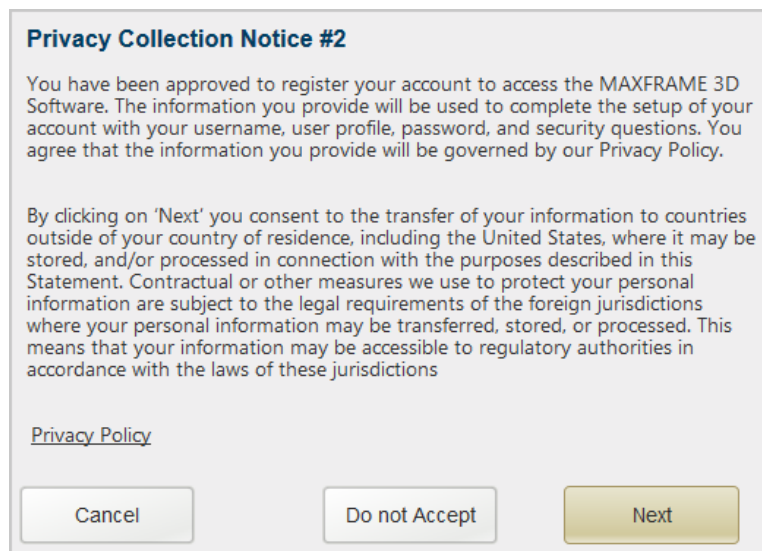 Privacy Collection Notice #2
You have been approved to register your account to access the MAXFRAME 3D
Software. The information you provide will be used to complete the setup of your
account with your username, user profile, password, and security questions. You
agree that the information you provide will be governed by our Privacy Policy.
By clicking on ‘Next’ you consent to the transfer of your information to countries
outside of your country of residence, including the United States, where it may be
stored, and/or processed in connection with the purposes described in this
Statement. Contractual or other measures we use to protect your personal
information are subject to the legal requirements of the foreign jurisdictions
where your personal information may be transferred, stored, or processed. This
means that your information may be accessible to regulatory authorities in
accordance with the laws of these jurisdictions
Privacy Policy
Cancel Do not Accept Next